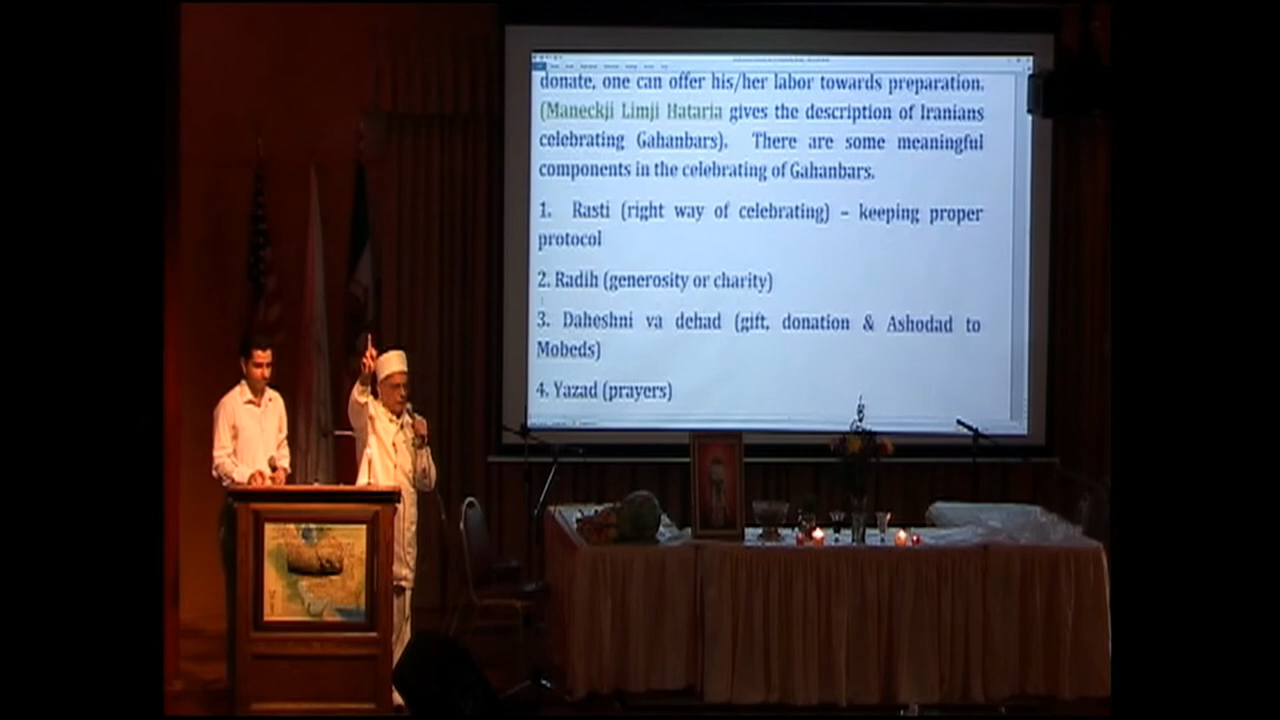 donate, one can offer his/her labor towards preparation.
(Maneckji Limji Hataria gives the description of Iranians
celebrating Gahanbars). There are some meaningful
components in the celebrating of Gahanbars.
1. Rasti (right way of celebrating) – keeping proper
protocol
2. Radih (generosity or charity)
3. Daheshni va dehad (gift, donation & Ashodad to
Mobeds)
4. Yazad (prayers)